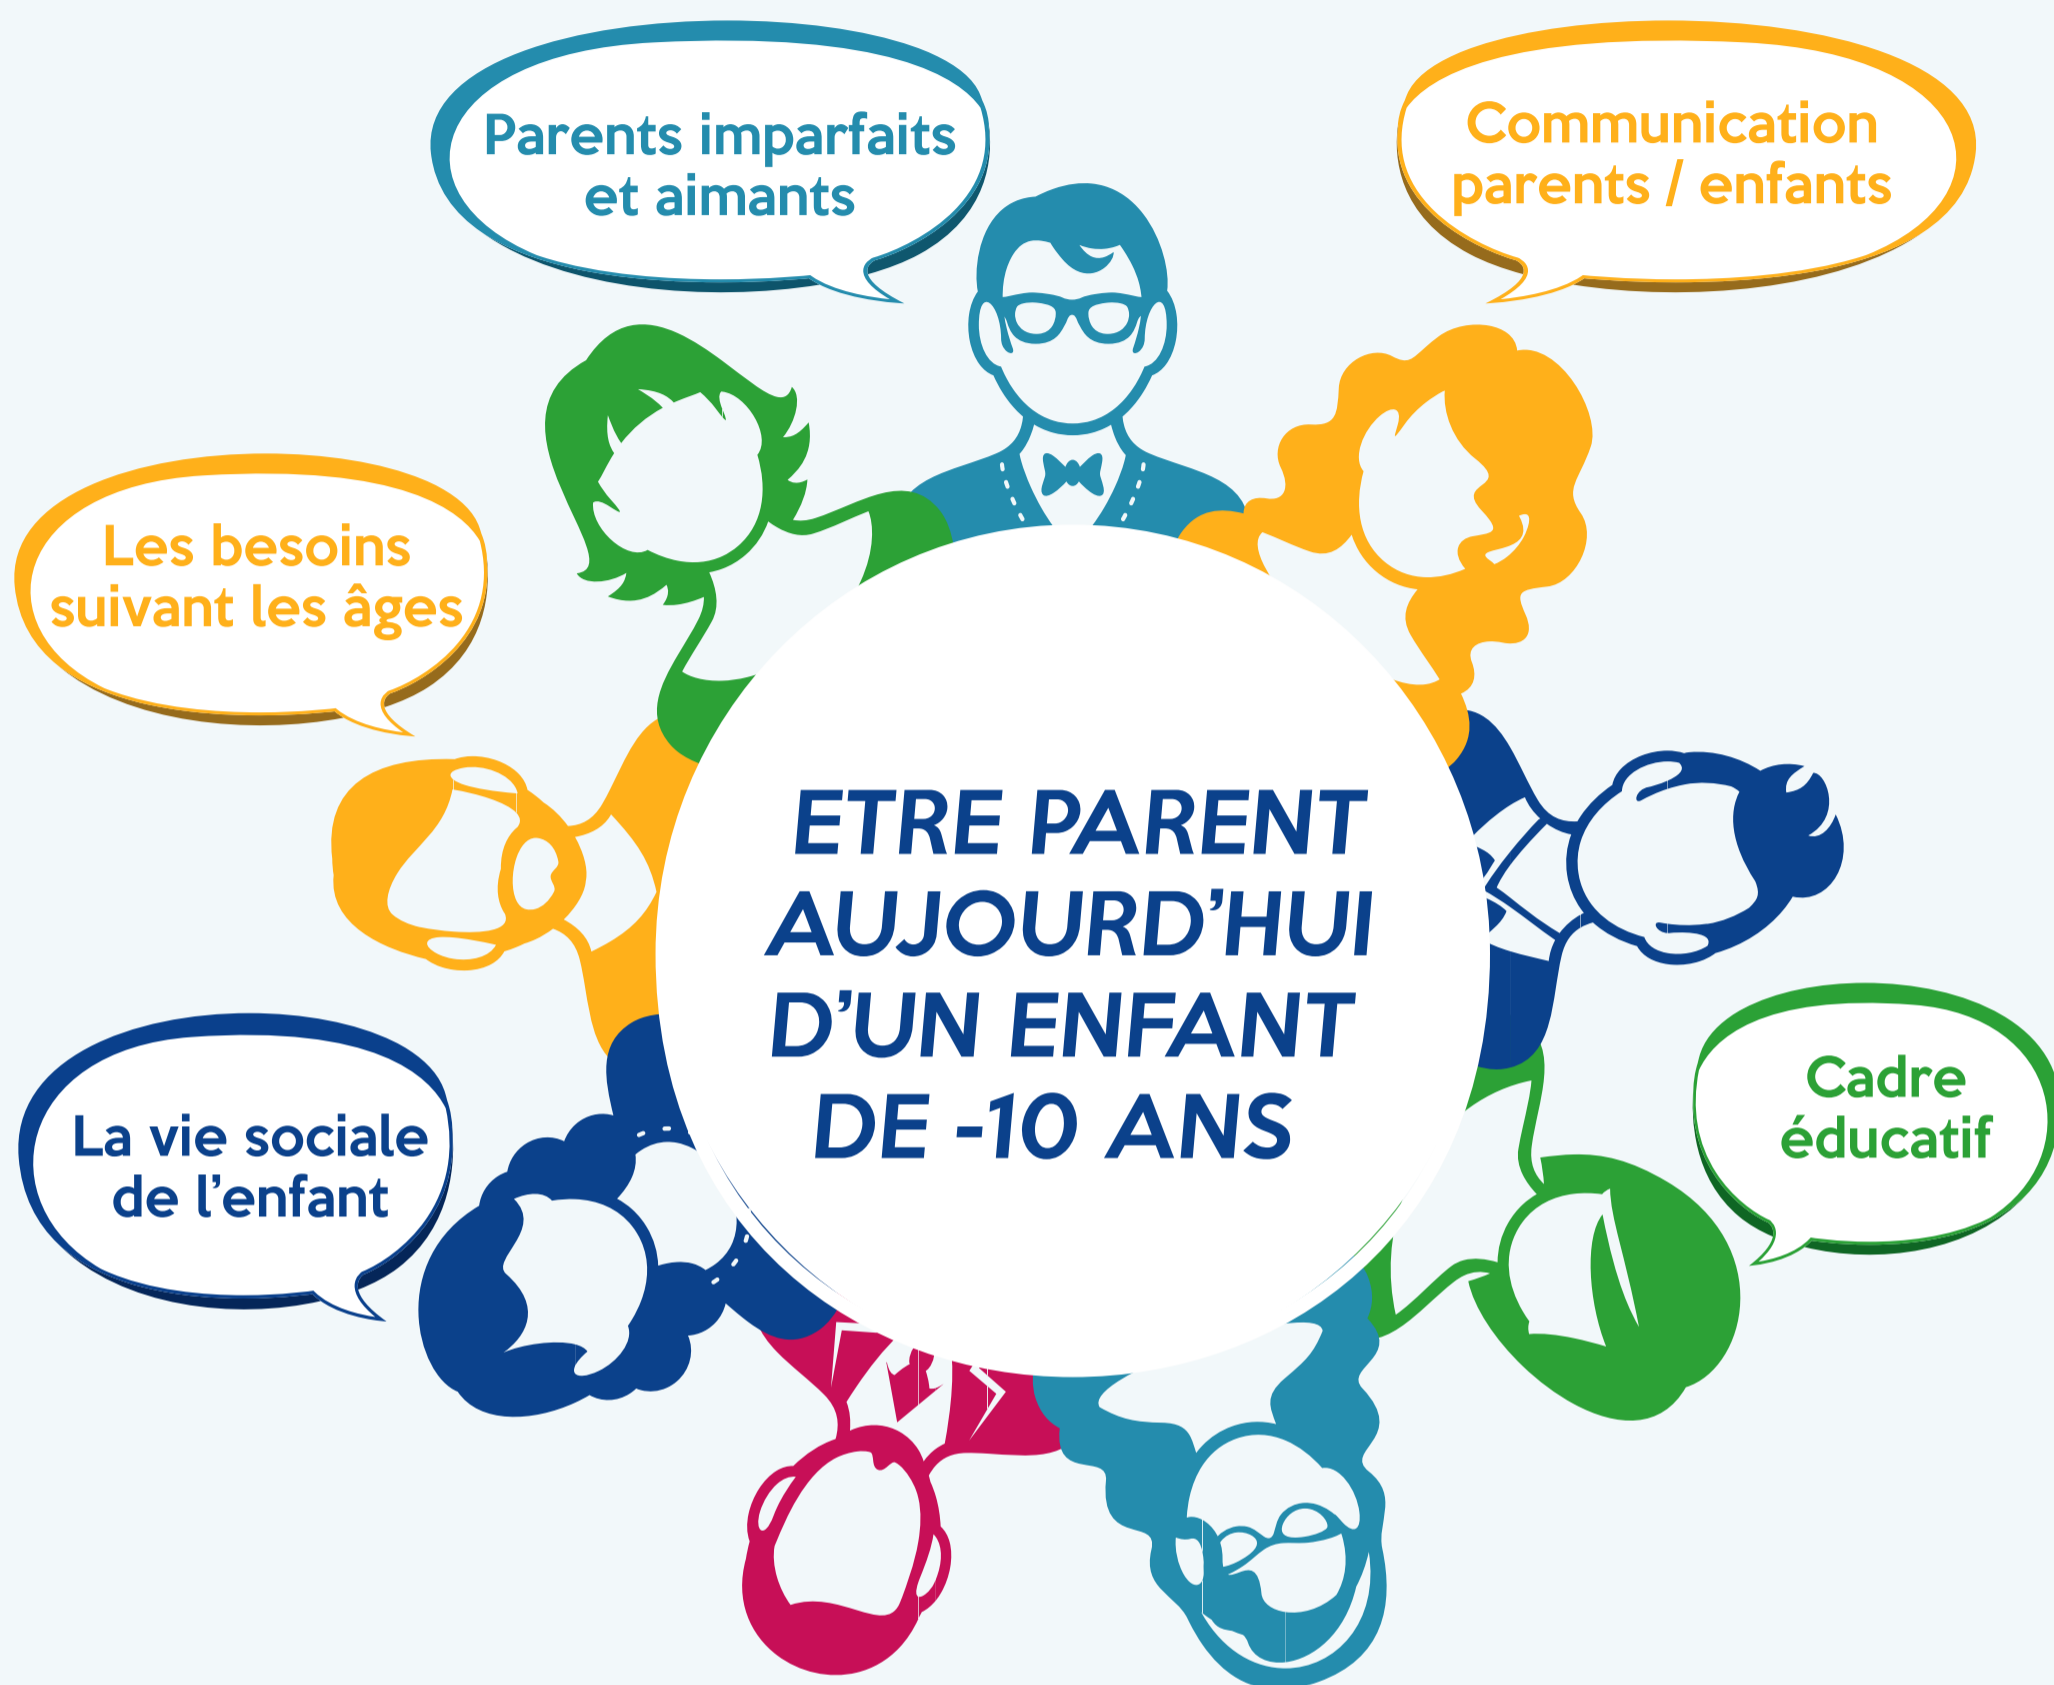 Parents imparfaits
et aimants
Communication
parents / enfants
Les besoins
suivant les âges
ETRE PARENT
AUJOURD’HUI
D’UN ENFANT
DE -10 ANS
Cadre
éducatif
La vie sociale
de l’enfant